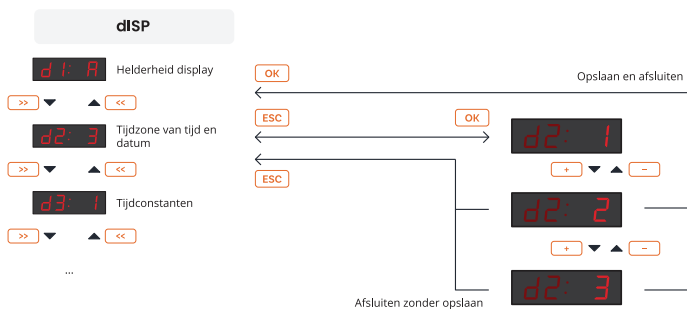 dISP
d1: A
Helderheid display
OK
Opslaan en afsluiten
>>
<<
ESC
OK
d2: 3
Tijdzone van tijd en
datum
d2: 1
>>
<<
ESC
+
−
d3: 1
Tijdconstanten
d2: 2
>>
<<
+
−
...
d2: 3
Afsluiten zonder opslaan